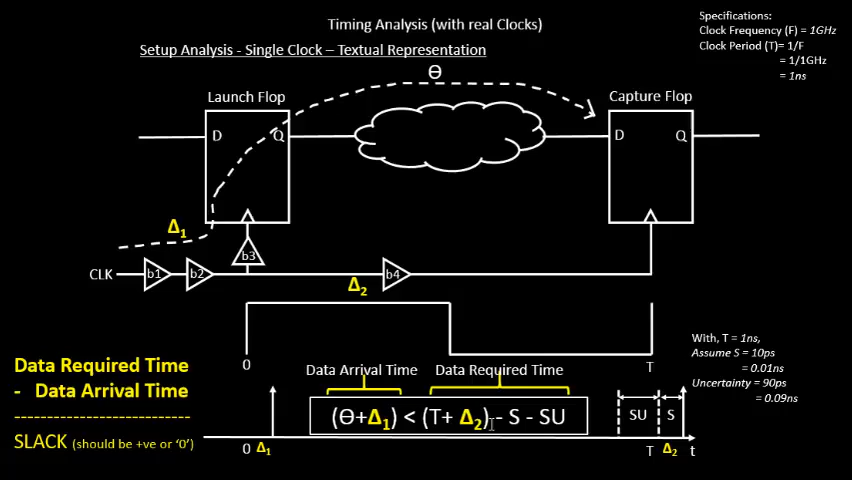 Timing Analysis (with real Clocks)
Specifications:
Clock Frequency (F) = 1GHz
Clock Period (T)= 1/F
= 1/1GHz
= 1ns
Setup Analysis - Single Clock – Textual Representation
ϴ
Launch Flop
Capture Flop
D Q
D Q
Δ1
b3
CLK b1 b2 b4
Δ2
0 T
With, T = 1ns,
Assume S = 10ps
= 0.01ns
Uncertainty = 90ps
= 0.09ns
Data Required Time
- Data Arrival Time
---------------------------
SLACK (should be +ve or ‘0’)
Data Arrival Time Data Required Time
(ϴ+Δ1) < (T+ Δ2) - S - SU
SU S
0 Δ1 T Δ2 t